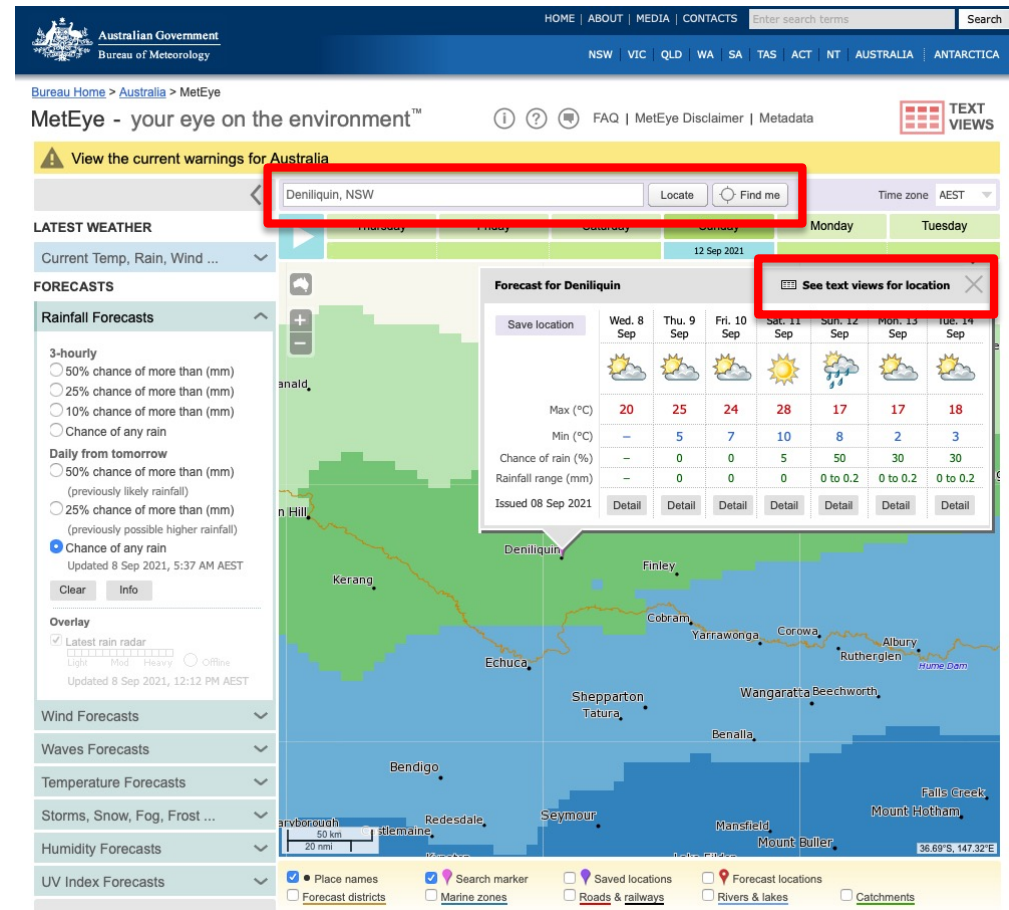 HOME | ABOUT | MEDIA | CONTACTS
Enter search terms
Search
Australian Government
Bureau of Meteorology
NSW VIC QLD WA SA TAS ACT NT AUSTRALIA ANTARCTICA
Bureau Home > Australia > MetEye
MetEye - your eye on the environment™
i ? FAQ | MetEye Disclaimer | Metadata
TEXT
VIEWS
View the current warnings for Australia
Deniliquin, NSW
Locate
Find me
Time zone AEST
LATEST WEATHER
Thursday Friday Saturday Sunday Monday Tuesday
12 Sep 2021
Current Temp, Rain, Wind ...
FORECASTS
Rainfall Forecasts
3-hourly
50% chance of more than (mm)
25% chance of more than (mm)
10% chance of more than (mm)
Chance of any rain
Daily from tomorrow
50% chance of more than (mm)
(previously likely rainfall)
25% chance of more than (mm)
(previously possible higher rainfall)
Chance of any rain
Updated 8 Sep 2021, 5:37 AM AEST
Clear Info
Overlay
Latest rain radar
Light Mod Heavy Offline
Updated 8 Sep 2021, 12:12 PM AEST
Wind Forecasts
Waves Forecasts
Temperature Forecasts
Storms, Snow, Fog, Frost ...
Humidity Forecasts
UV Index Forecasts
+
−
Forecast for Deniliquin
See text views for location
Save location
Wed. 8 Sep Thu. 9 Sep Fri. 10 Sep Sat. 11 Sep Sun. 12 Sep Mon. 13 Sep Tue. 14 Sep
Max (°C) 20 25 24 28 17 17 18
Min (°C) – 5 7 10 8 2 3
Chance of rain (%) – 0 0 5 50 30 30
Rainfall range (mm) – 0 0 0 0 to 0.2 0 to 0.2 0 to 0.2
Issued 08 Sep 2021 Detail Detail Detail Detail Detail Detail Detail
anald
n Hill
Deniliquin
Finley
Kerang
Cobram
Yarrawonga
Corowa
Albury
Rutherglen
Hume Dam
Echuca
Shepparton
Tatura
Wangaratta
Beechworth
Benalla
Bendigo
Falls Creek
Mount Hotham
Redesdale
Seymour
Mansfield
Mount Buller
aryborough
stlemaine
50 km
20 nmi
36.69°S, 147.32°E
Place names Search marker Saved locations Forecast locations
Forecast districts Marine zones Roads & railways Rivers & lakes Catchments